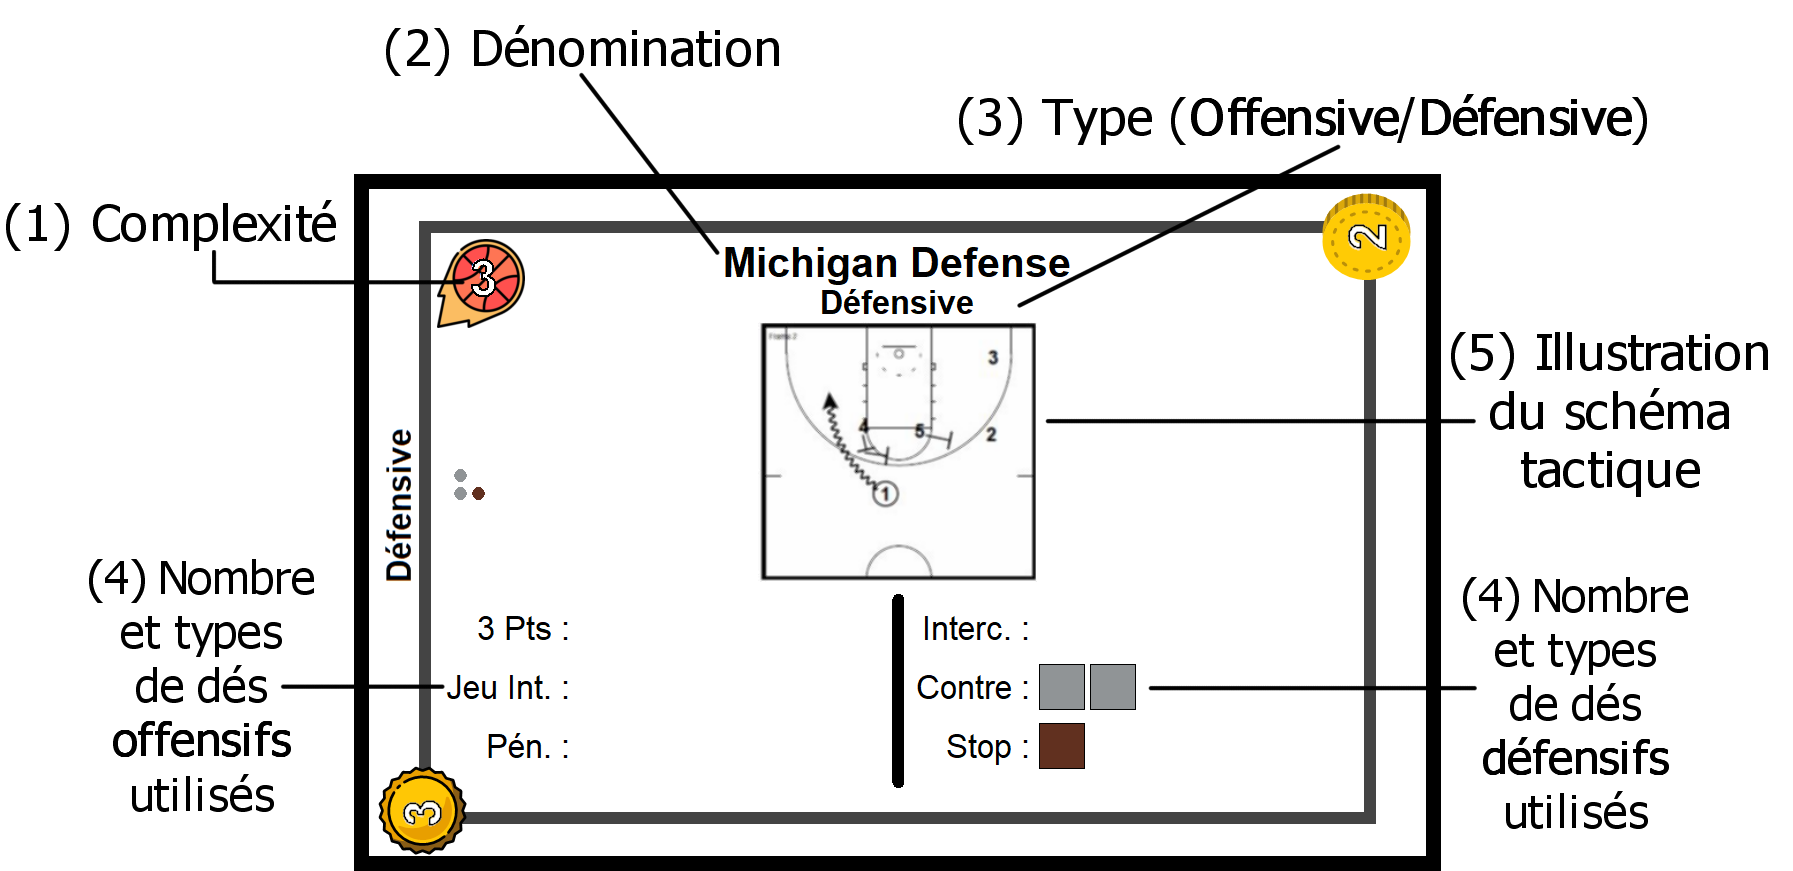 (2) Dénomination
(3) Type (Offensive/Défensive)
(1) Complexité
3
2
Michigan Defense
Défensive
3
4
5
2
1
(5) Illustration
du schéma
tactique
Défensive
(4) Nombre
et types
de dés
offensifs
utilisés
3 Pts :
Jeu Int. :
Pén. :
Interc. :
Contre :
Stop :
(4) Nombre
et types
de dés
défensifs
utilisés
3